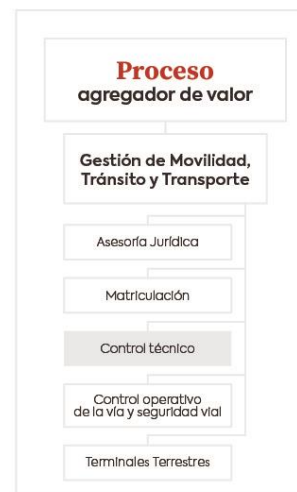 Proceso
agregador de valor
Gestión de Movilidad,
Tránsito y Transporte
Asesoría Jurídica
Matriculación
Control técnico
Control operativo
de la vía y seguridad vial
Terminales Terrestres